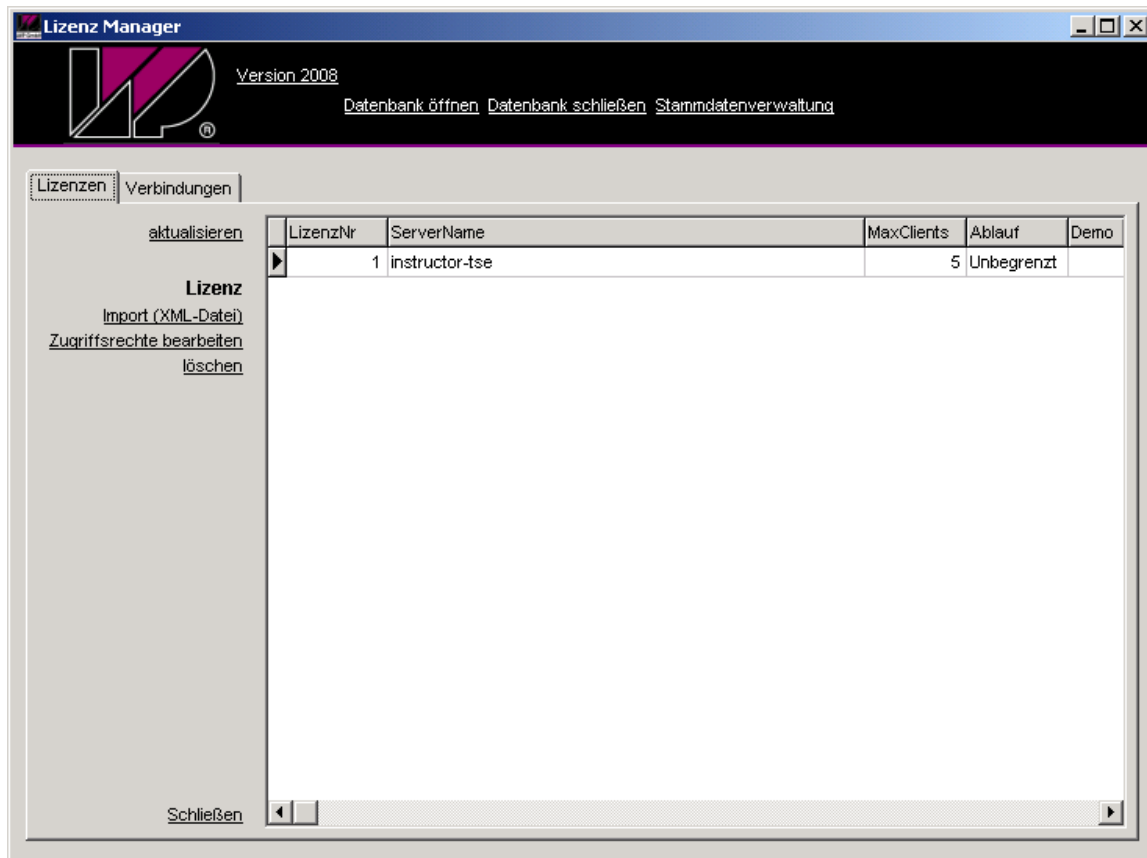 Lizenz Manager
Version 2008
Datenbank öffnen Datenbank schließen Stammdatenverwaltung
Lizenzen Verbindungen
aktualisieren
LizenzNr ServerName MaxClients Ablauf Demo
1 instructor-tse 5 Unbegrenzt
Lizenz
Import (XML-Datei)
Zugriffsrechte bearbeiten
löschen
Schließen